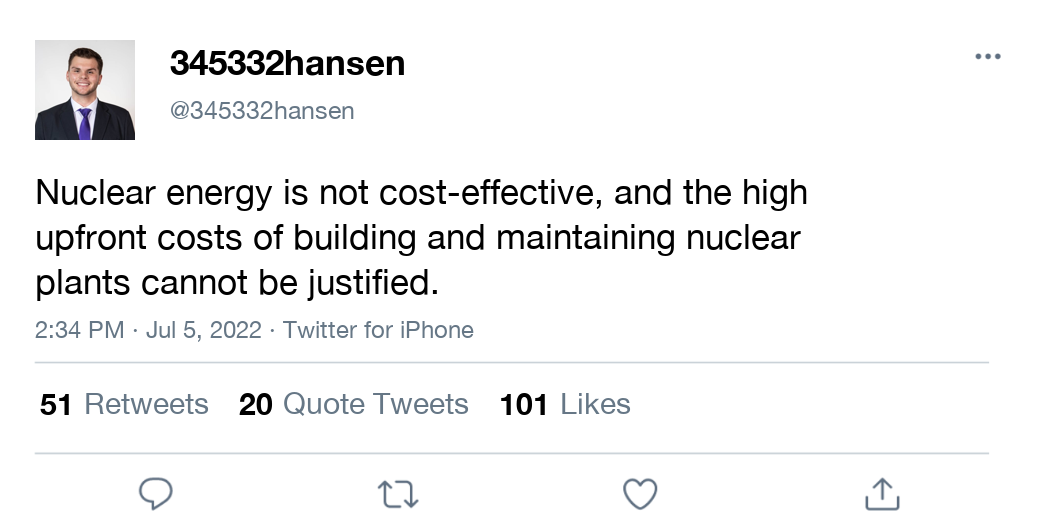 345332hansen
@345332hansen
Nuclear energy is not cost-effective, and the high
upfront costs of building and maintaining nuclear
plants cannot be justified.
2:34 PM · Jul 5, 2022 · Twitter for iPhone
51 Retweets 20 Quote Tweets 101 Likes